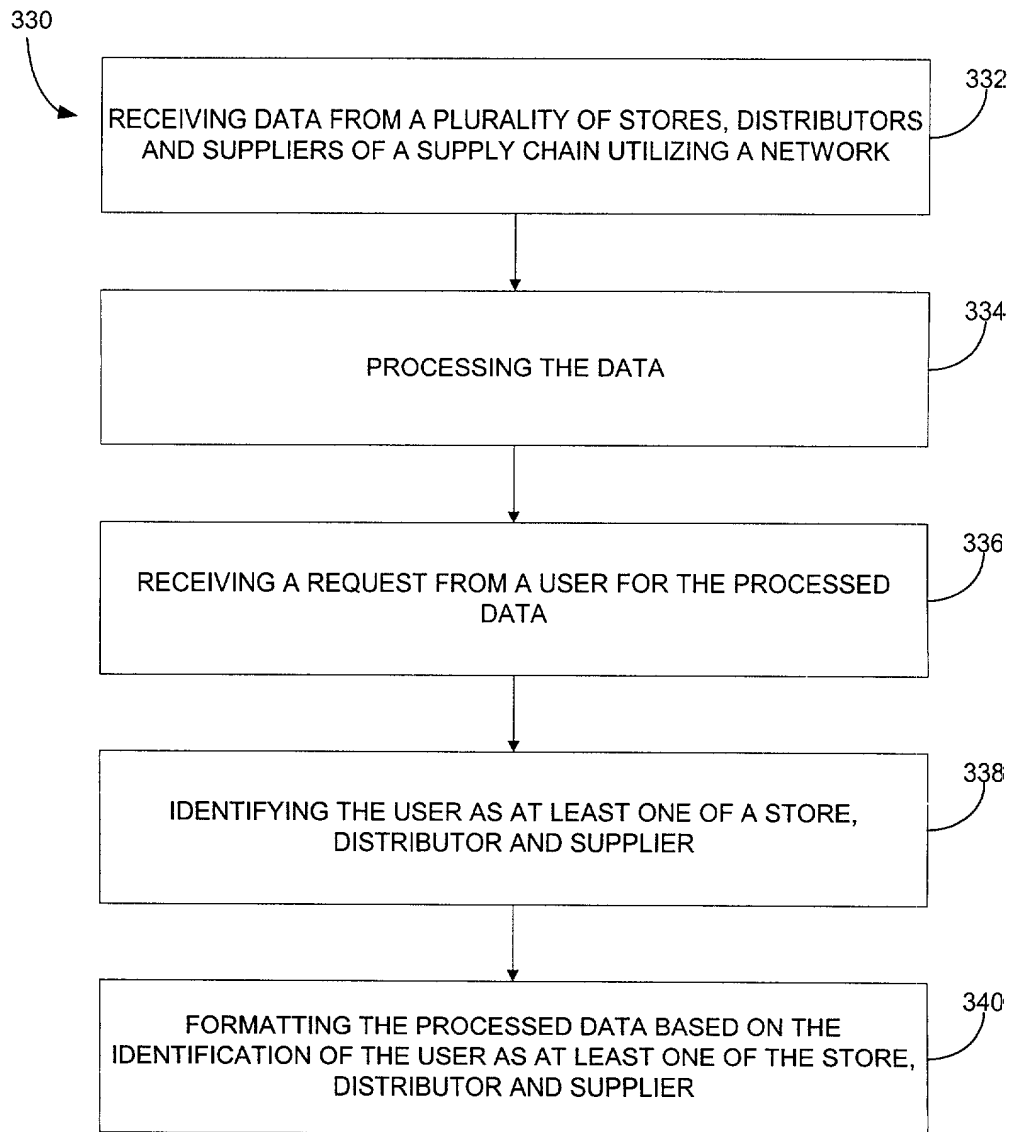 330
332
RECEIVING DATA FROM A PLURALITY OF STORES, DISTRIBUTORS
AND SUPPLIERS OF A SUPPLY CHAIN UTILIZING A NETWORK
334
PROCESSING THE DATA
336
RECEIVING A REQUEST FROM A USER FOR THE PROCESSED
DATA
338
IDENTIFYING THE USER AS AT LEAST ONE OF A STORE,
DISTRIBUTOR AND SUPPLIER
340
FORMATTING THE PROCESSED DATA BASED ON THE
IDENTIFICATION OF THE USER AS AT LEAST ONE OF THE STORE,
DISTRIBUTOR AND SUPPLIER